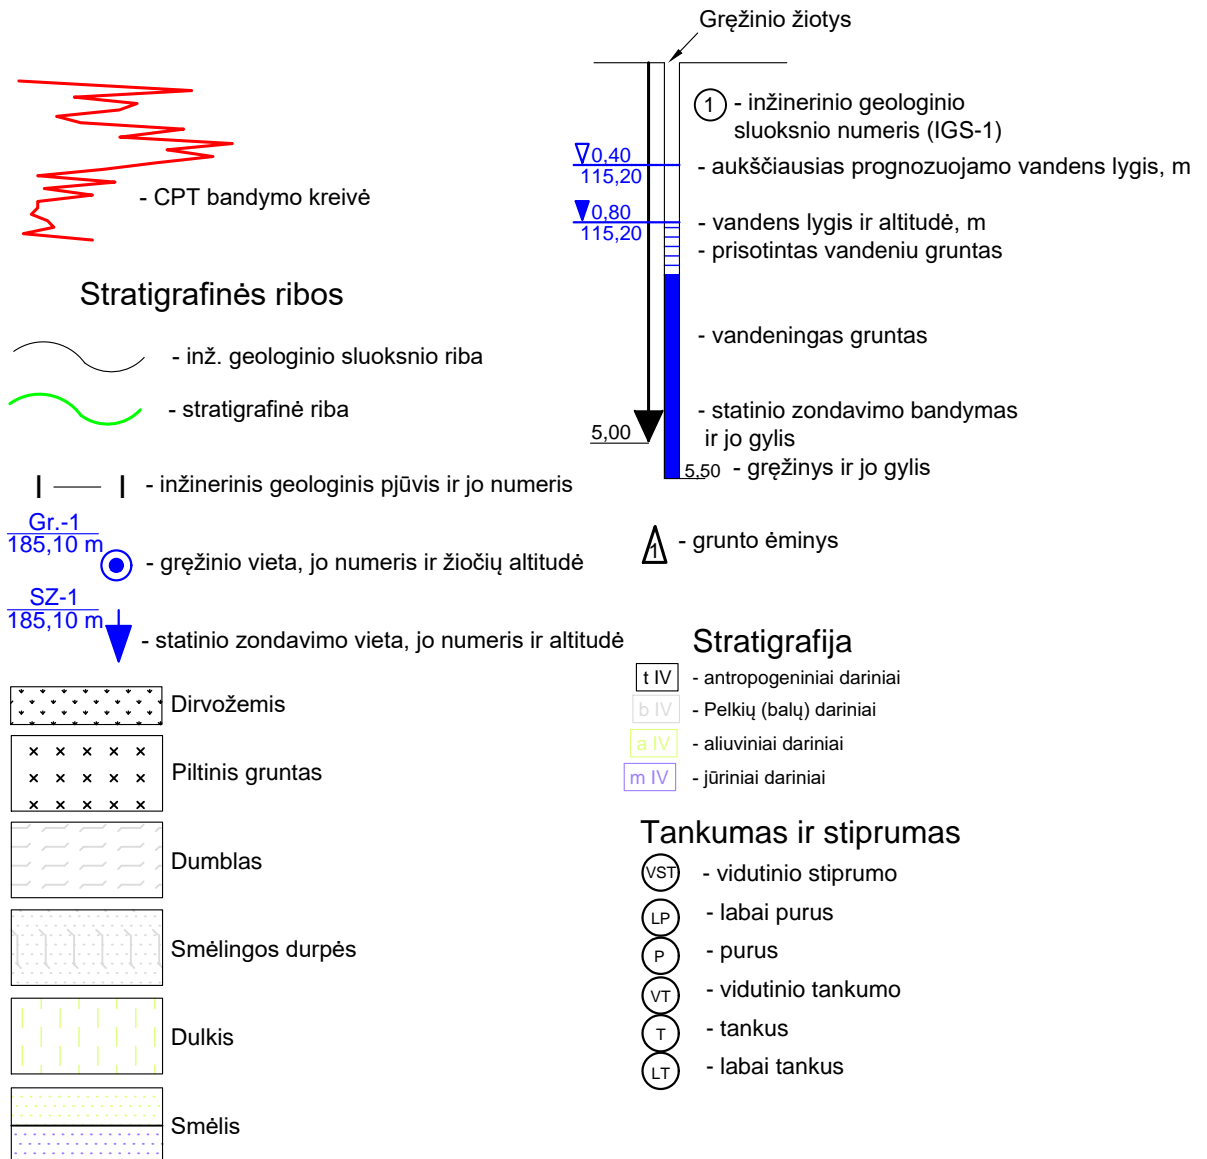 Gręžinio žiotys
1 - inžinerinio geologinio
sluoksnio numeris (IGS-1)
0,40
115,20
- aukščiausias prognozuojamo vandens lygis, m
- CPT bandymo kreivė
0,80
115,20
- vandens lygis ir altitudė, m
- prisotintas vandeniu gruntas
Stratigrafinės ribos
- vandeningas gruntas
- inž. geologinio sluoksnio riba
- stratigrafinė riba
- statinio zondavimo bandymas
ir jo gylis
5,00
5,50 - gręžinys ir jo gylis
- inžinerinis geologinis pjūvis ir jo numeris
Gr.-1
185,10 m
- gręžinio vieta, jo numeris ir žiočių altitudė
1 - grunto ėminys
SZ-1
185,10 m
- statinio zondavimo vieta, jo numeris ir altitudė
Dirvožemis
Piltinis gruntas
Dumblas
Smėlingos durpės
Dulkis
Smėlis
Stratigrafija
t IV - antropogeniniai dariniai
b IV - Pelkių (balų) dariniai
a IV - aliuviniai dariniai
m IV - jūriniai dariniai
Tankumas ir stiprumas
VST - vidutinio stiprumo
LP - labai purus
P - purus
VT - vidutinio tankumo
T - tankus
LT - labai tankus